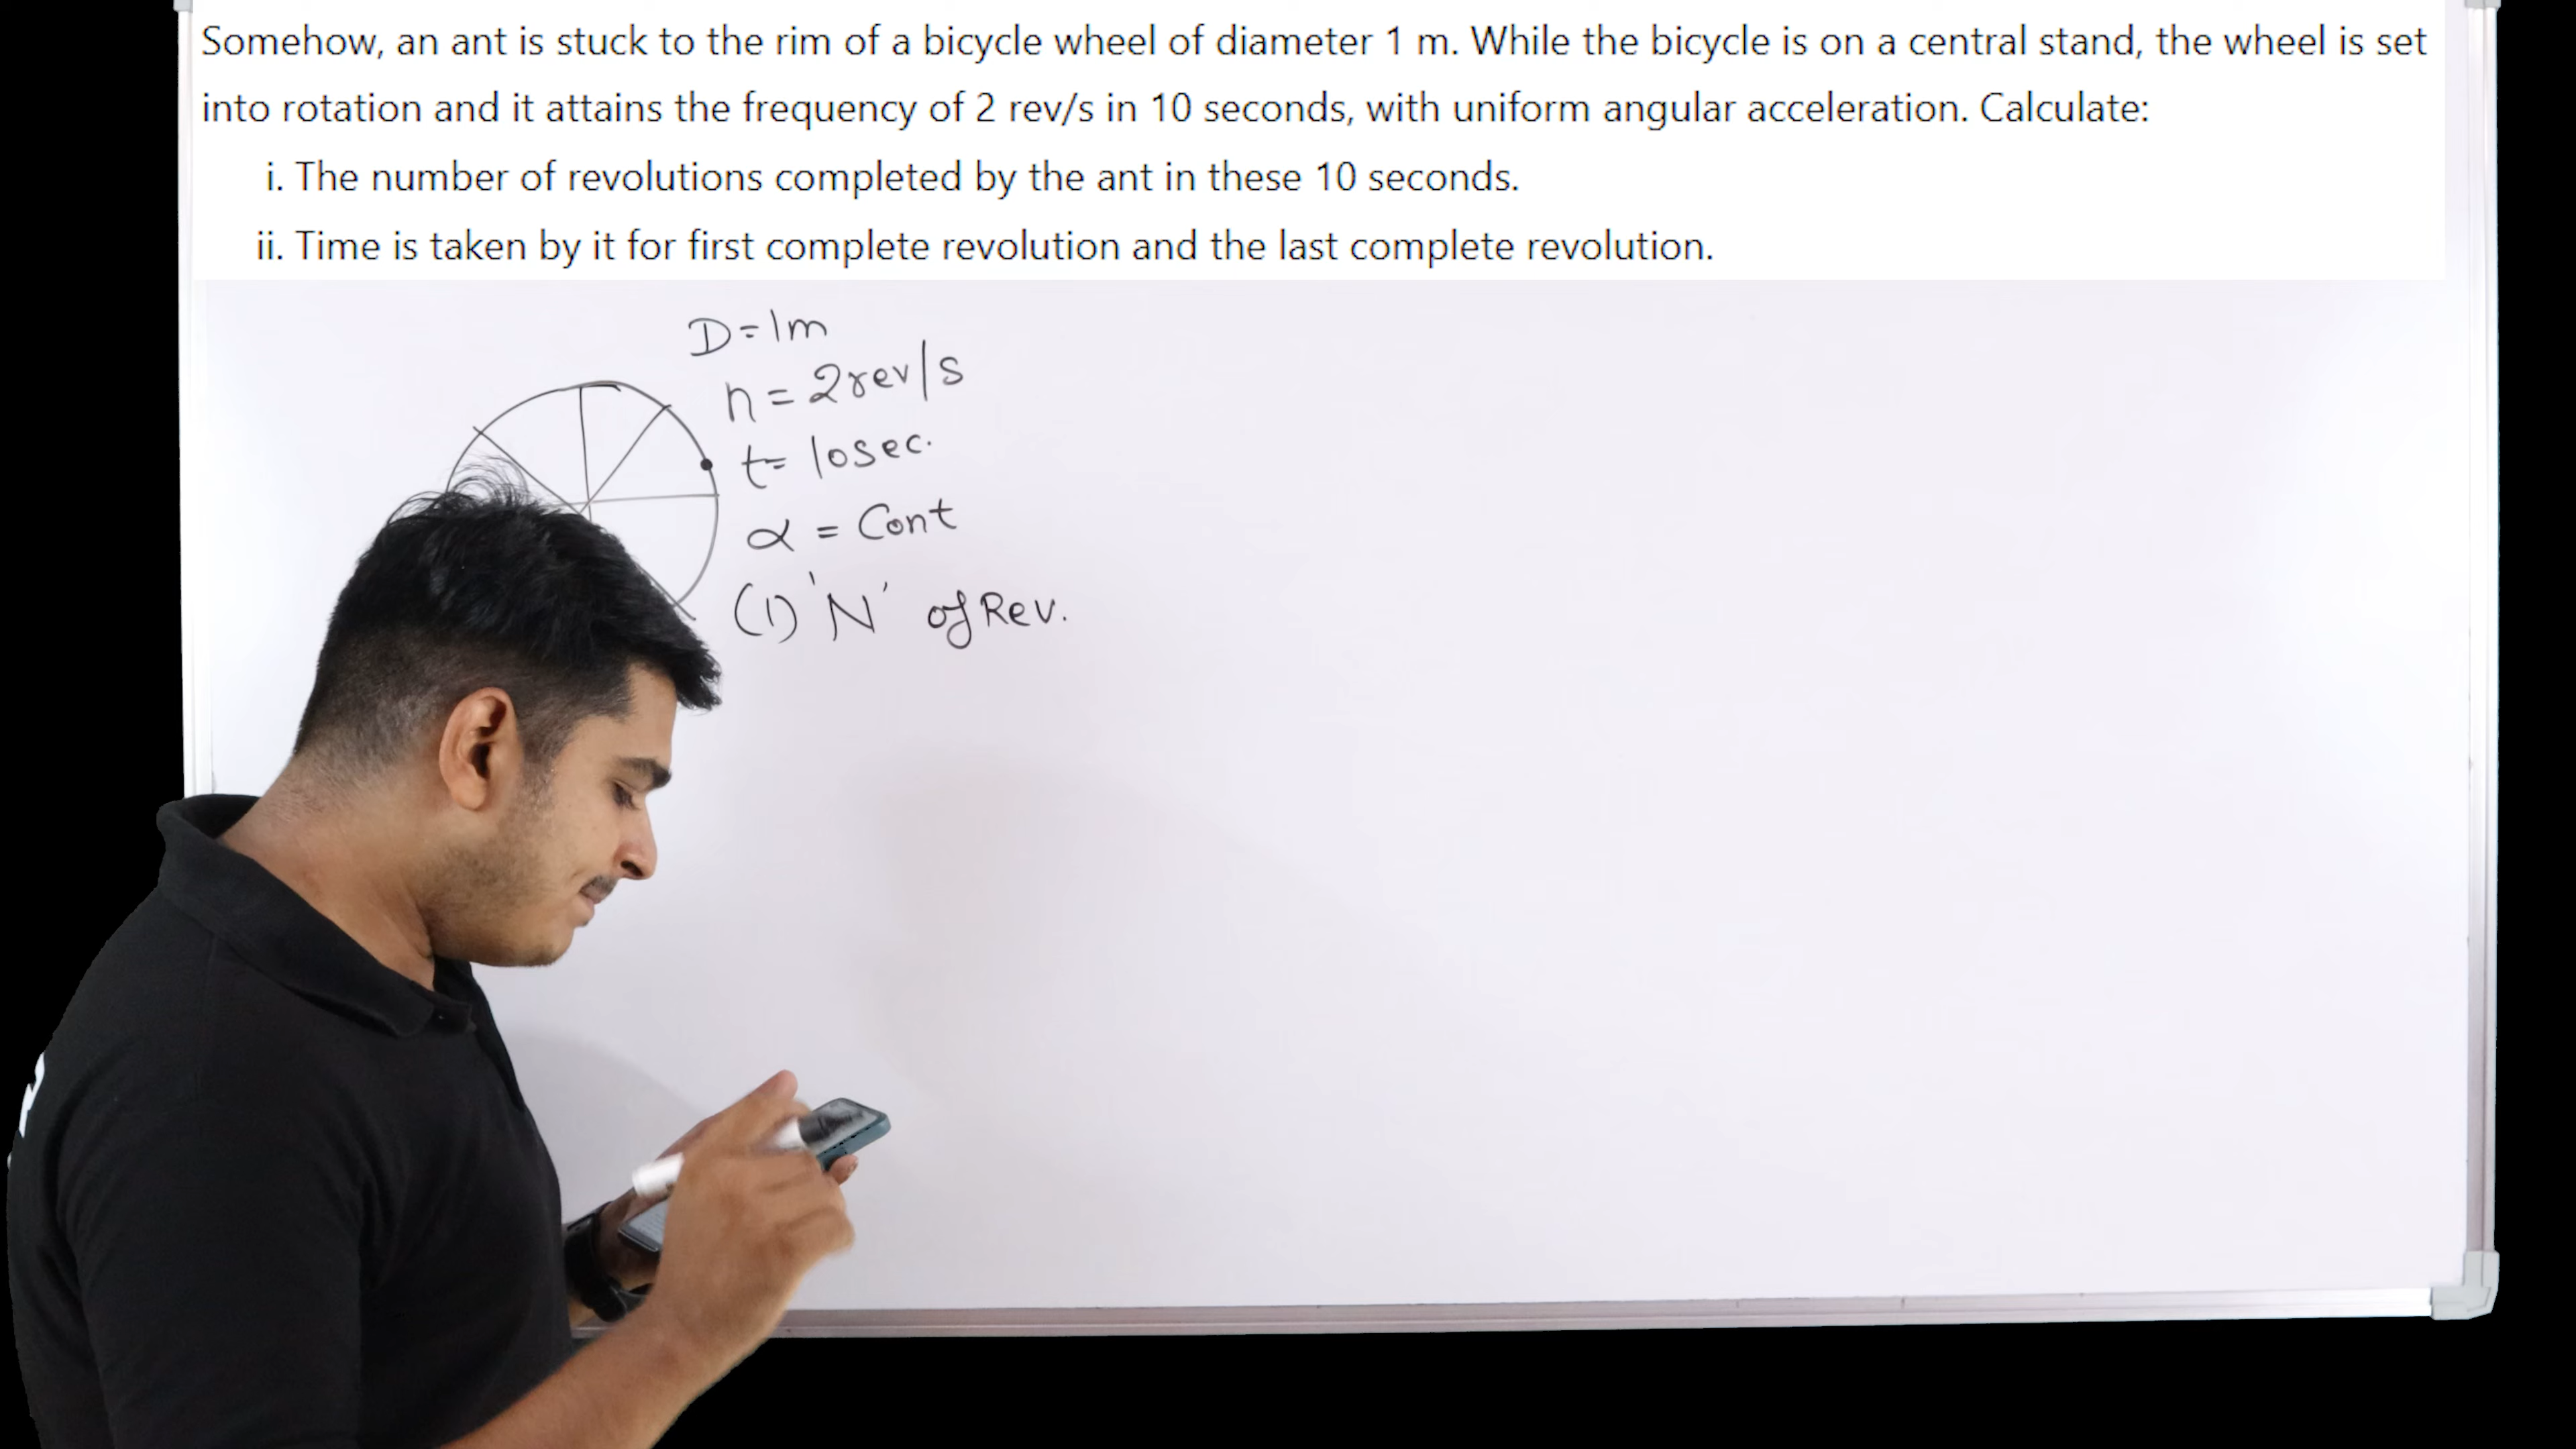 Somehow, an ant is stuck to the rim of a bicycle wheel of diameter 1 m. While the bicycle is on a central stand, the wheel is set
into rotation and it attains the frequency of 2 rev/s in 10 seconds, with uniform angular acceleration. Calculate:
i. The number of revolutions completed by the ant in these 10 seconds.
ii. Time is taken by it for first complete revolution and the last complete revolution.
D=1m
n=2rev/s
t=10sec.
α = Cont
(1) 'N' of Rev.